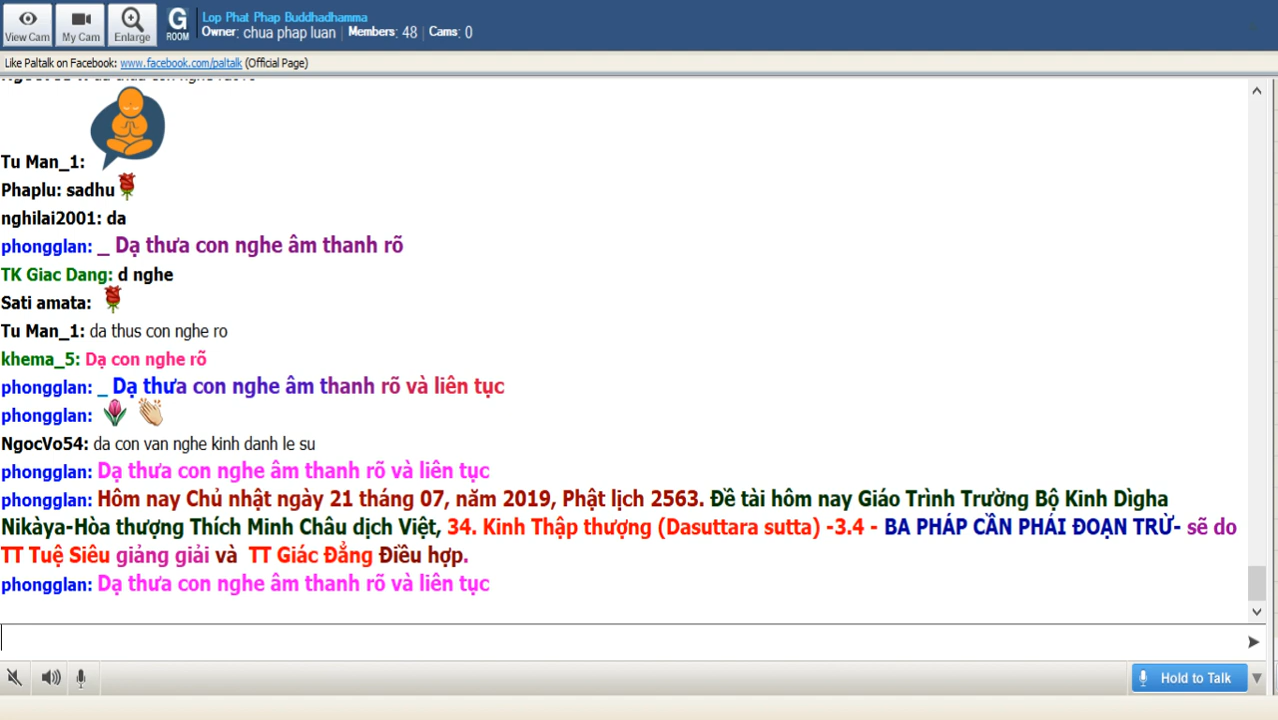 View Cam
My Cam
Enlarge
G
ROOM
Lop Phat Phap Buddhadhamma
Owner: chua phap luan | Members: 48 | Cams: 0
Like Paltalk on Facebook: www.facebook.com/paltalk (Official Page)
Tu Man_1:
Phaplu: sadhu
nghilai2001: da
phongglan: _ Dạ thưa con nghe âm thanh rõ
TK Giac Dang: d nghe
Sati amata:
Tu Man_1: da thus con nghe ro
khema_5: Dạ con nghe rõ
phongglan: _ Dạ thưa con nghe âm thanh rõ và liên tục
phongglan:
NgocVo54: da con van nghe kinh danh le su
phongglan: Dạ thưa con nghe âm thanh rõ và liên tục
phongglan: Hôm nay Chủ nhật ngày 21 tháng 07, năm 2019, Phật lịch 2563. Đề tài hôm nay Giáo Trình Trường Bộ Kinh Dìgha
Nikàya-Hòa thượng Thích Minh Châu dịch Việt, 34. Kinh Thập thượng (Dasuttara sutta) -3.4 - BA PHÁP CẦN PHÁI ĐOẠN TRỪ- sẽ do
TT Tuệ Siêu giảng giải và TT Giác Đẳng Điều hợp.
phongglan: Dạ thưa con nghe âm thanh rõ và liên tục
Hold to Talk